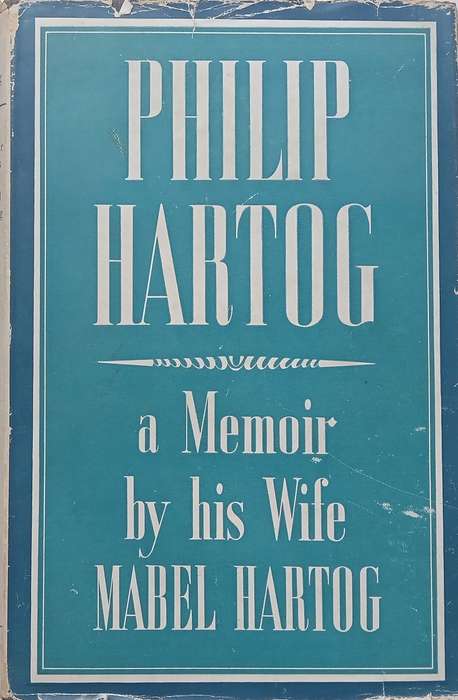 PHILIP
HARTOG
a Memoir
by his Wife
MABEL HARTOG